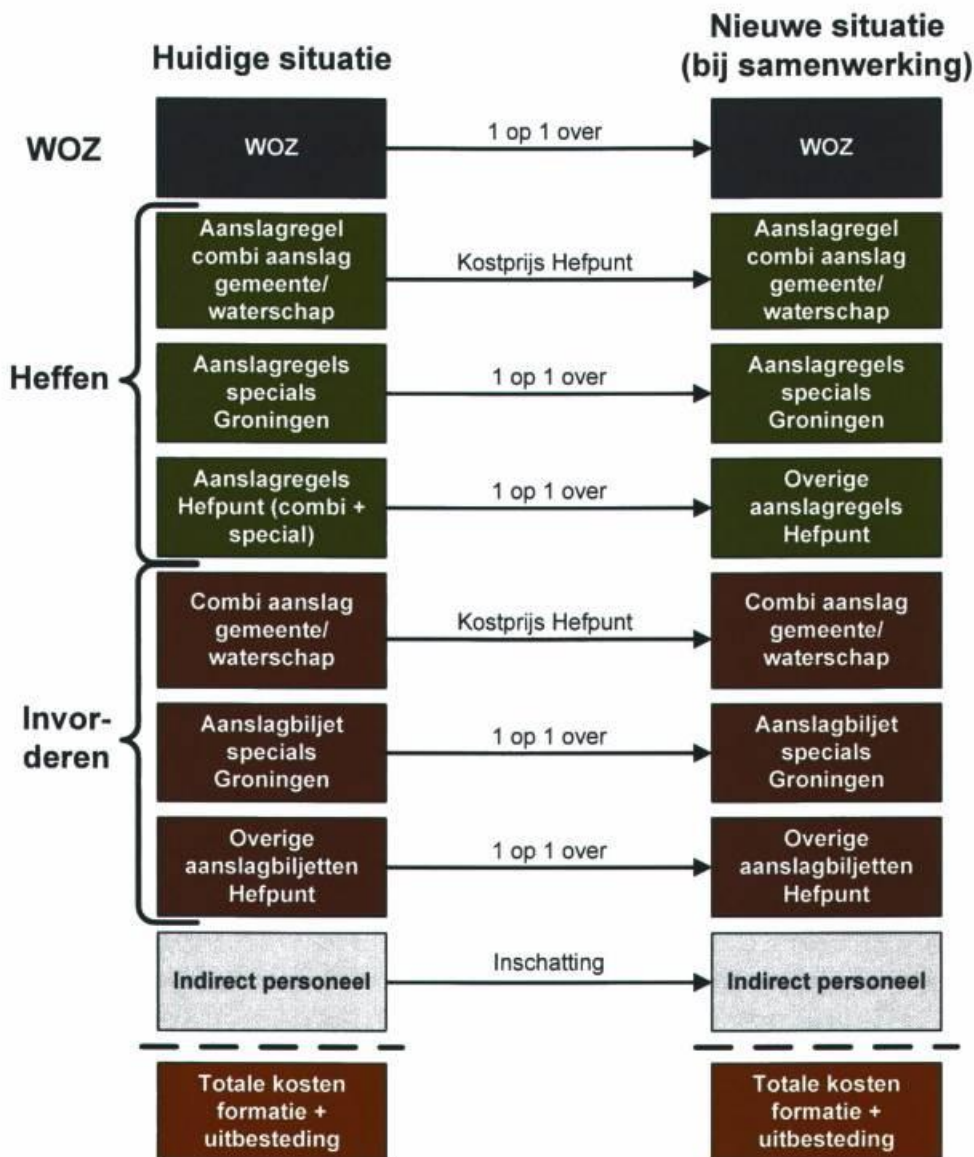 Huidige situatie
Nieuwe situatie
(bij samenwerking)
WOZ
WOZ
1 op 1 over
WOZ
Heffen
Aanslagregel
combi aanslag
gemeente/
waterschap
Kostprijs Hefpunt
Aanslagregel
combi aanslag
gemeente/
waterschap
Aanslagregels
specials
Groningen
1 op 1 over
Aanslagregels
specials
Groningen
Aanslagregels
Hefpunt (combi +
special)
1 op 1 over
Overige
aanslagregels
Hefpunt
Invor-
deren
Combi aanslag
gemeente/
waterschap
Kostprijs Hefpunt
Combi aanslag
gemeente/
waterschap
Aanslagbiljet
specials
Groningen
1 op 1 over
Aanslagbiljet
specials
Groningen
Overige
aanslagbiljetten
Hefpunt
1 op 1 over
Overige
aanslagbiljetten
Hefpunt
Indirect personeel
Inschatting
Indirect personeel
Totale kosten
formatie +
uitbesteding
Totale kosten
formatie +
uitbesteding